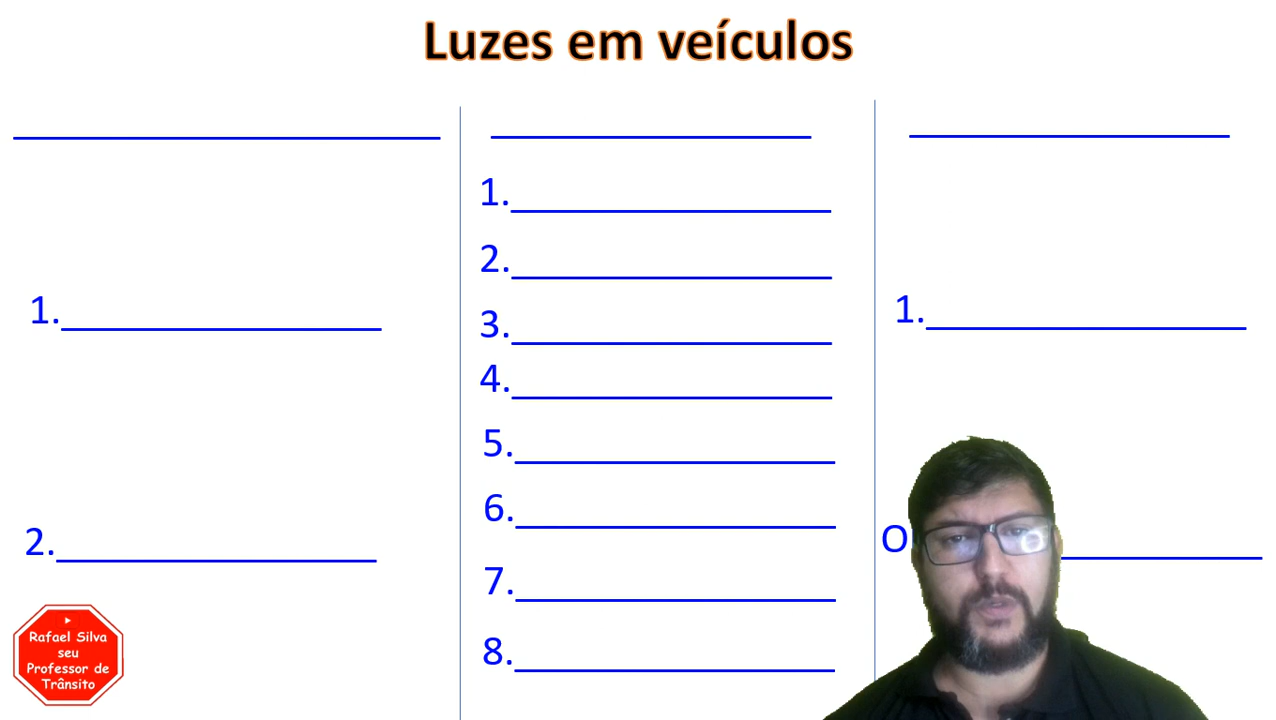 Luzes em veículos
1.
2.
1.
2.
3.
4.
5.
6.
7.
8.
1.
O
Rafael Silva
seu
Professor de
Trânsito